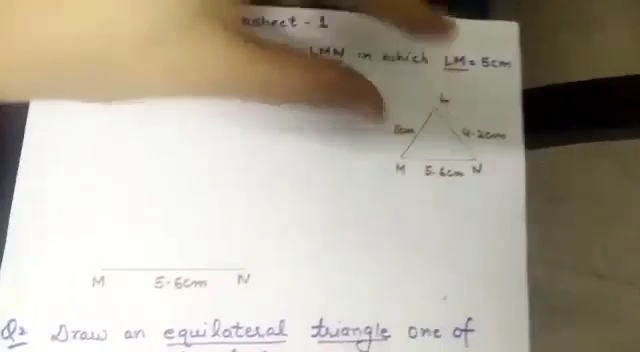 - 1
LMN in which LM = 5cm
L
5cm 4.2cm
M 5.6cm N
M 5.6cm N
Q2 Draw an equilateral triangle one of